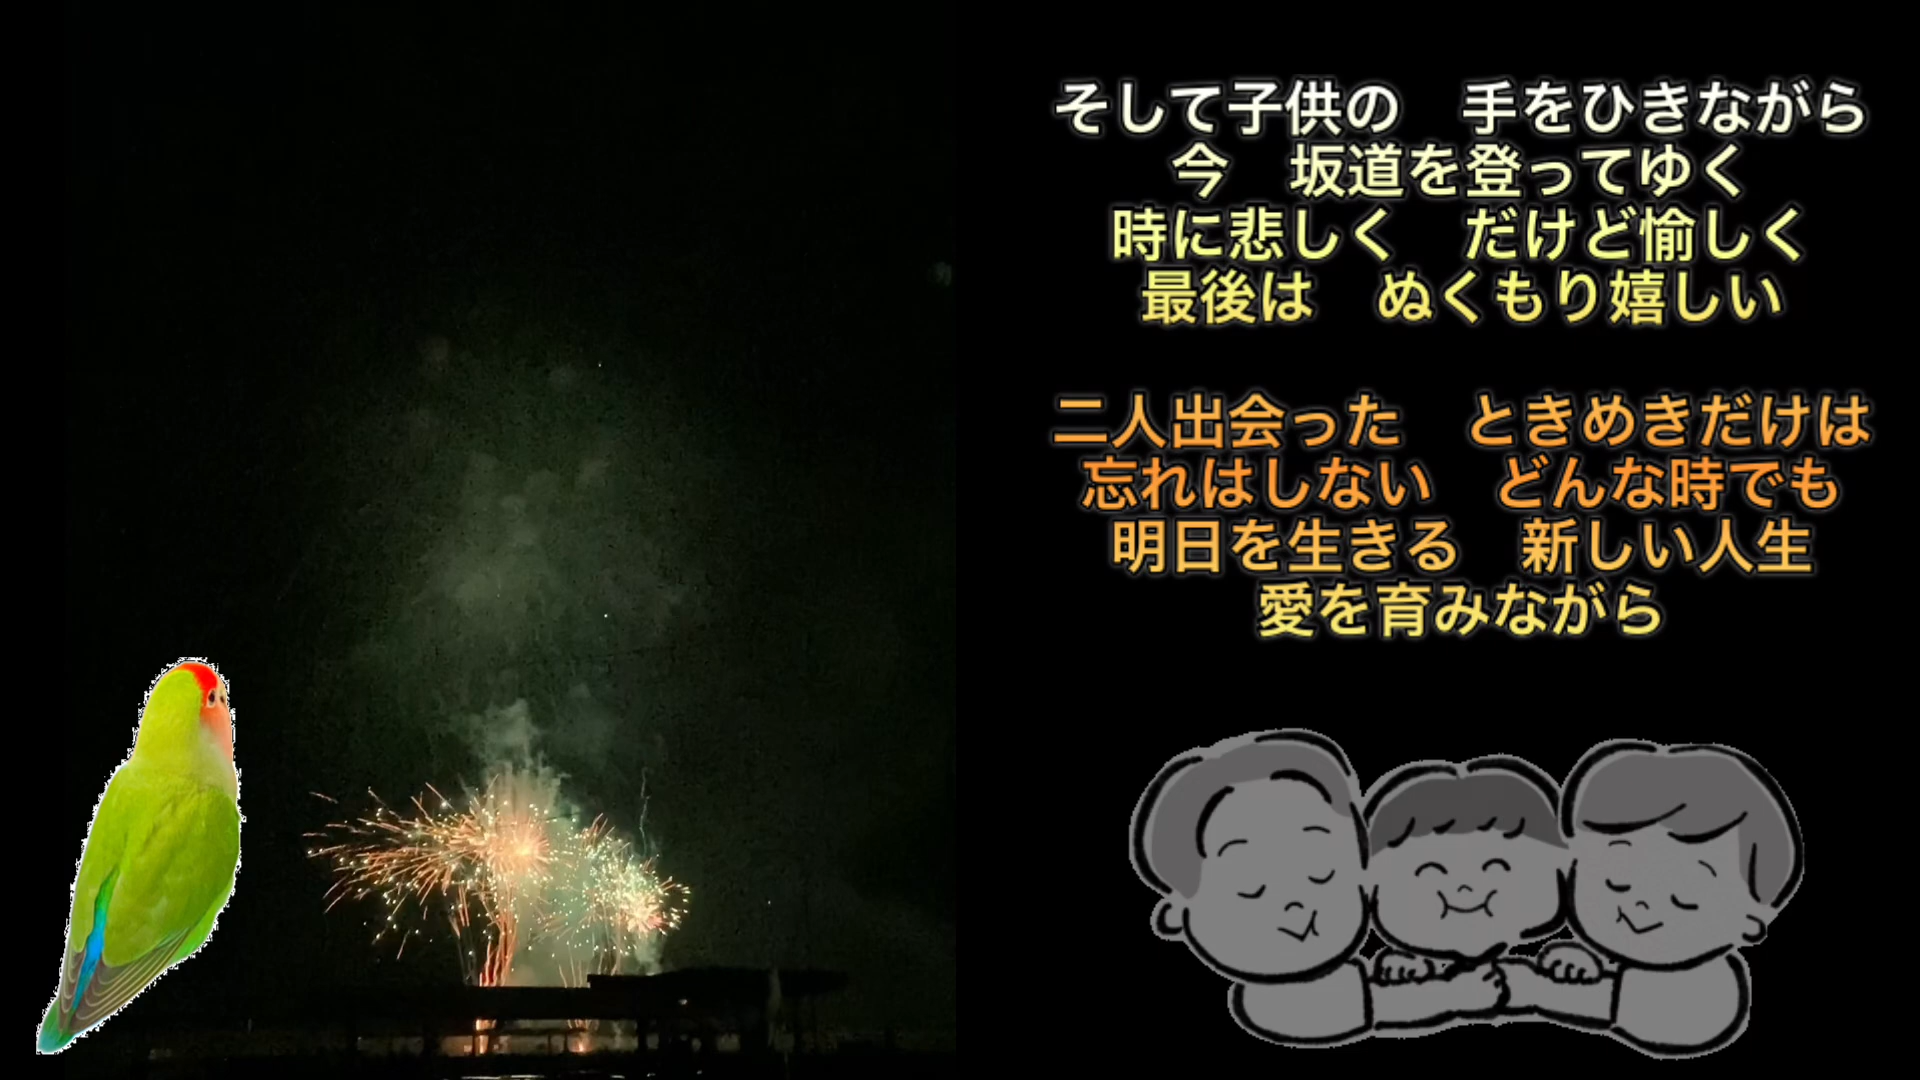 そして子供の　手をひきながら
今　坂道を登ってゆく
時に悲しく　だけど愉しく
最後は　ぬくもり嬉しい
二人出会った　ときめきだけは
忘れはしない　どんな時でも
明日を生きる　新しい人生
愛を育みながら